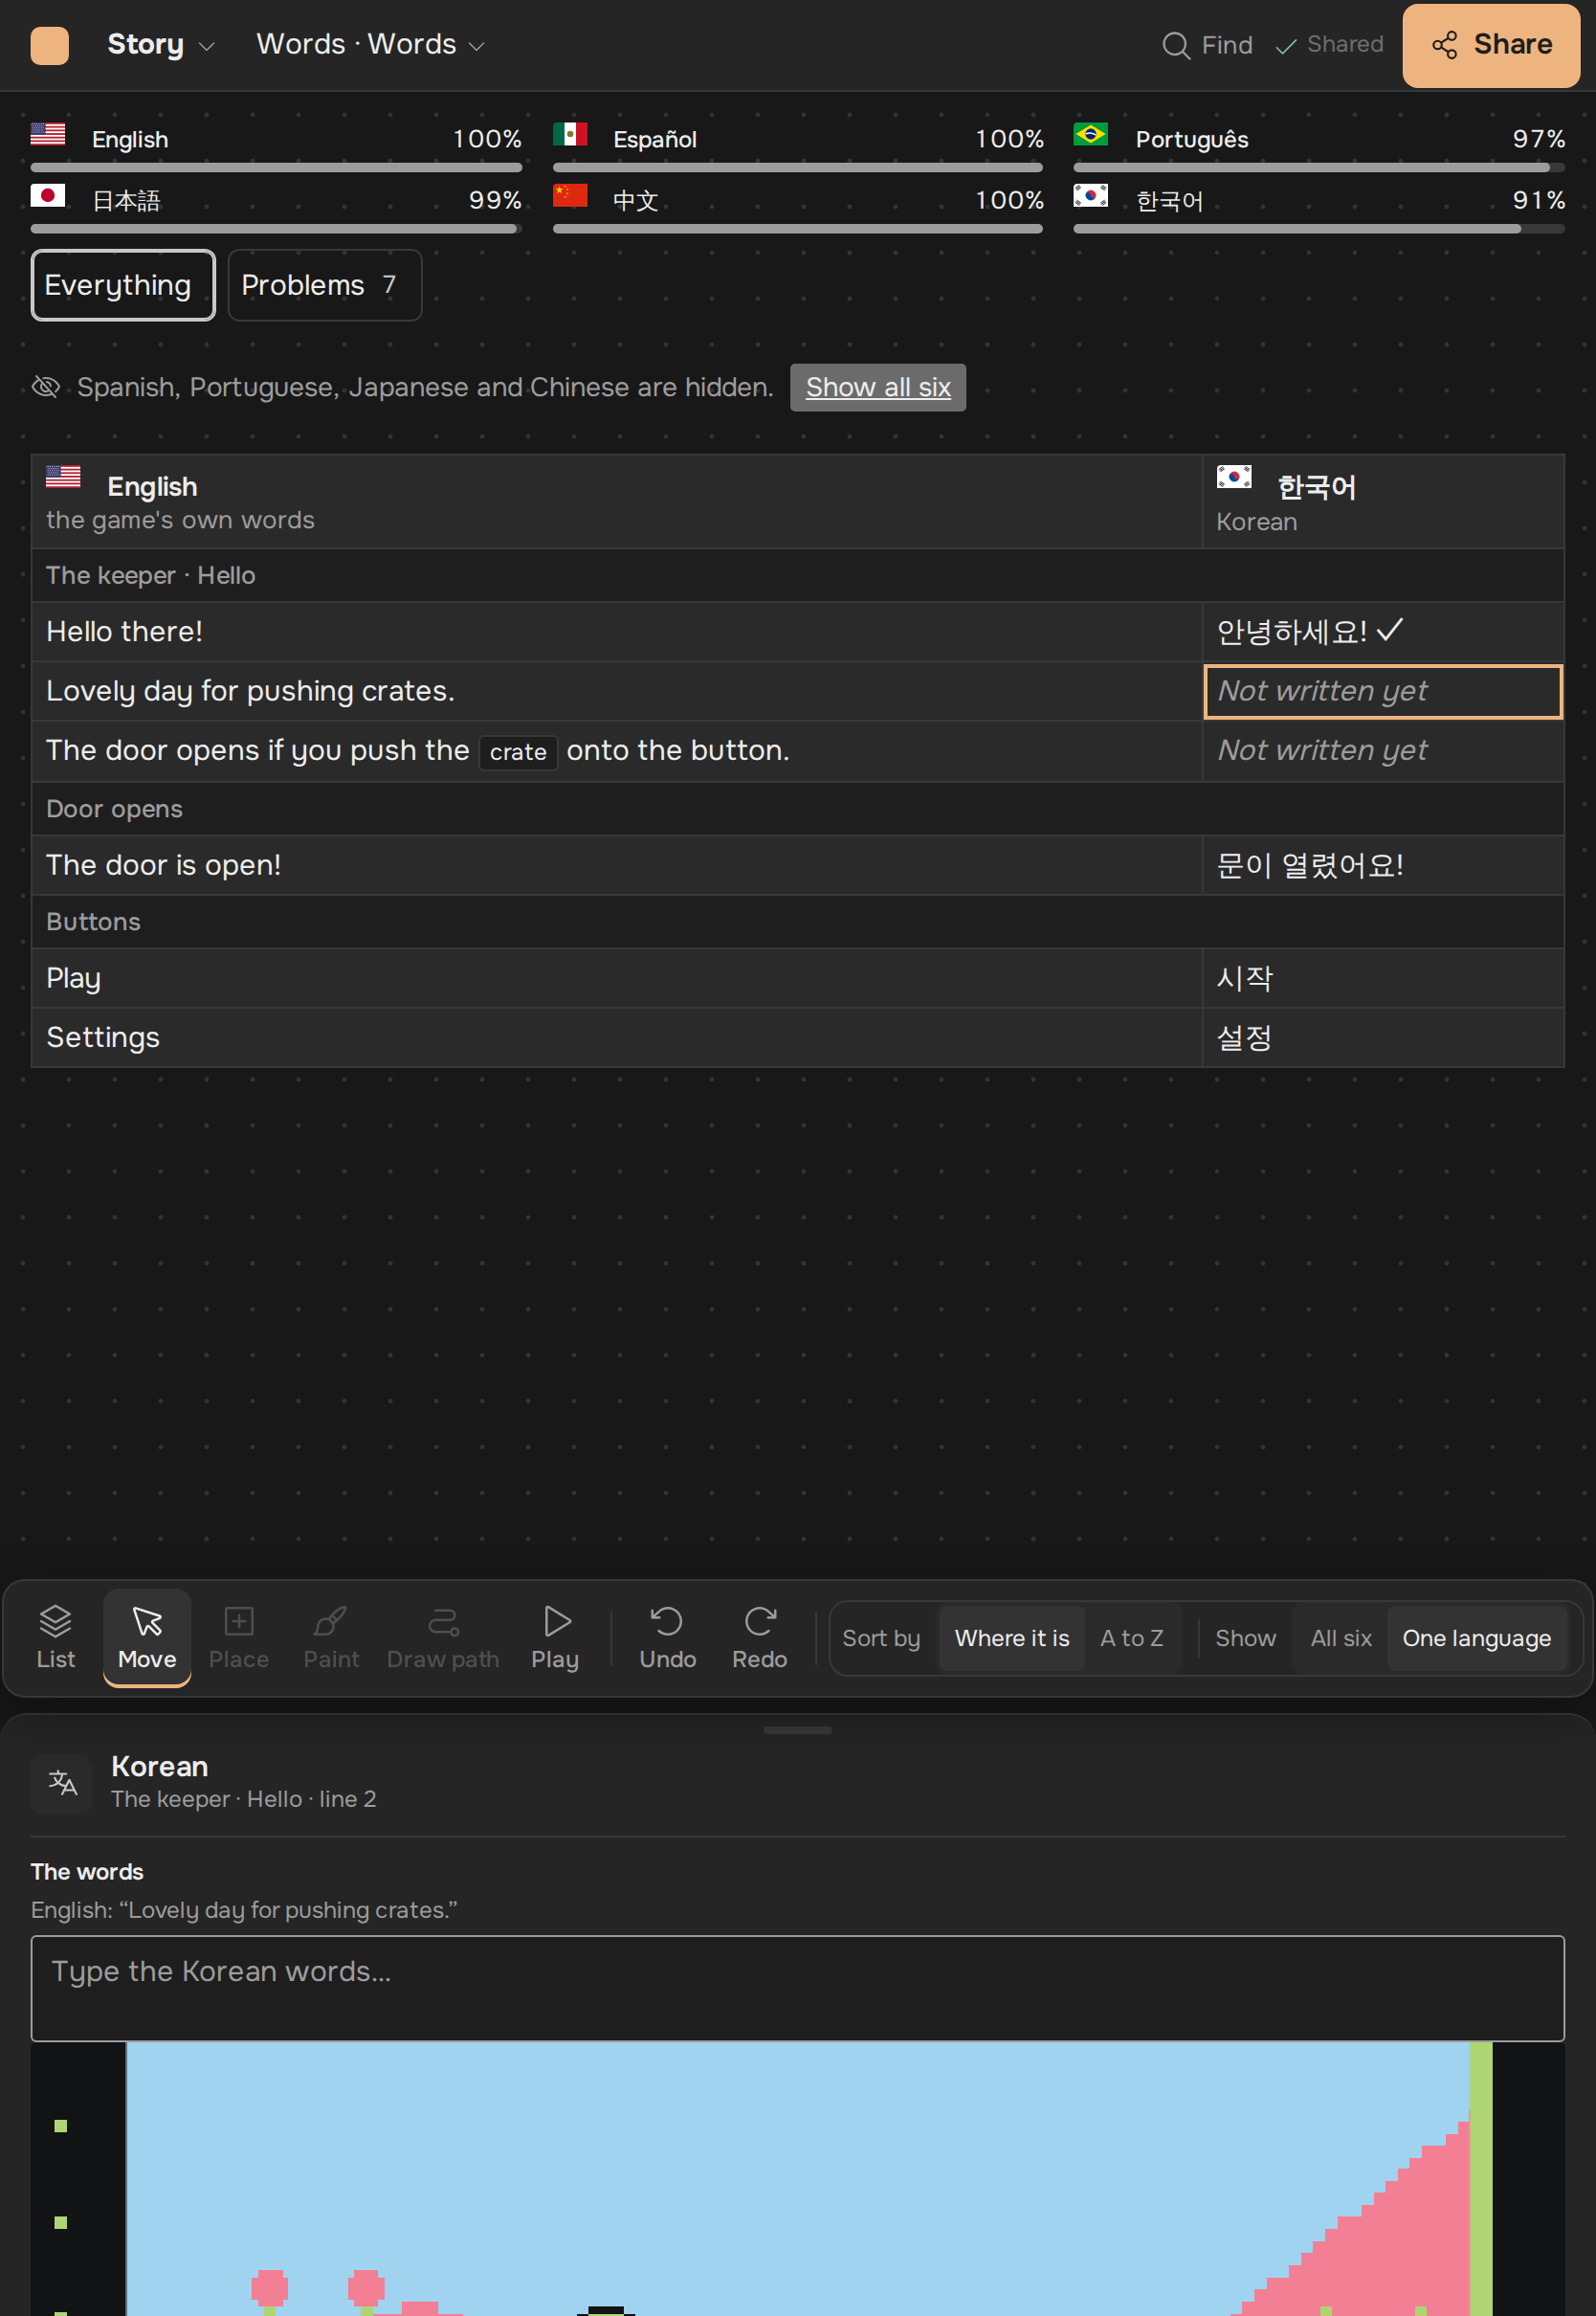 Story Words · Words Find Shared Share
English 100% Español 100% Português 97%
日本語 99% 中文 100% 한국어 91%
Everything Problems 7
Spanish, Portuguese, Japanese and Chinese are hidden. Show all six
English 한국어
the game's own words Korean
The keeper · Hello
Hello there! 안녕하세요!
Lovely day for pushing crates. Not written yet
The door opens if you push the crate onto the button. Not written yet
Door opens
The door is open! 문이 열렸어요!
Buttons
Play 시작
Settings 설정
List Move Place Paint Draw path Play Undo Redo Sort by Where it is A to Z Show All six One language
Korean
The keeper · Hello · line 2
The words
English: “Lovely day for pushing crates.”
Type the Korean words...